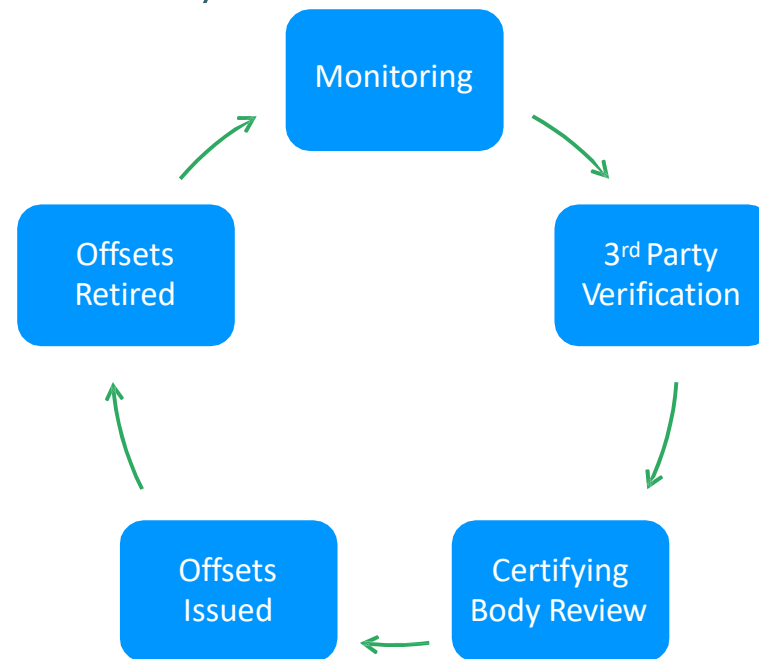 Monitoring
3rd Party
Verification
Certifying
Body Review
Offsets
Issued
Offsets
Retired